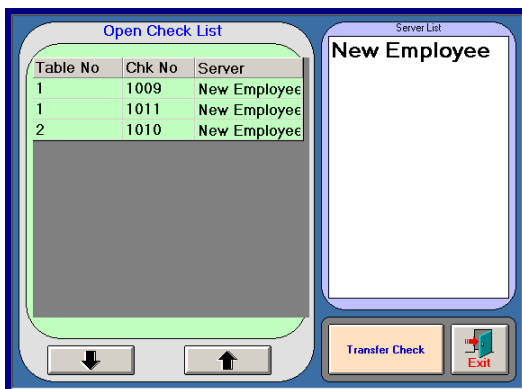 Open Check List
Table No Chk No Server
1 1009 New Employee
1 1011 New Employee
2 1010 New Employee
Server List
New Employee
Transfer Check
Exit